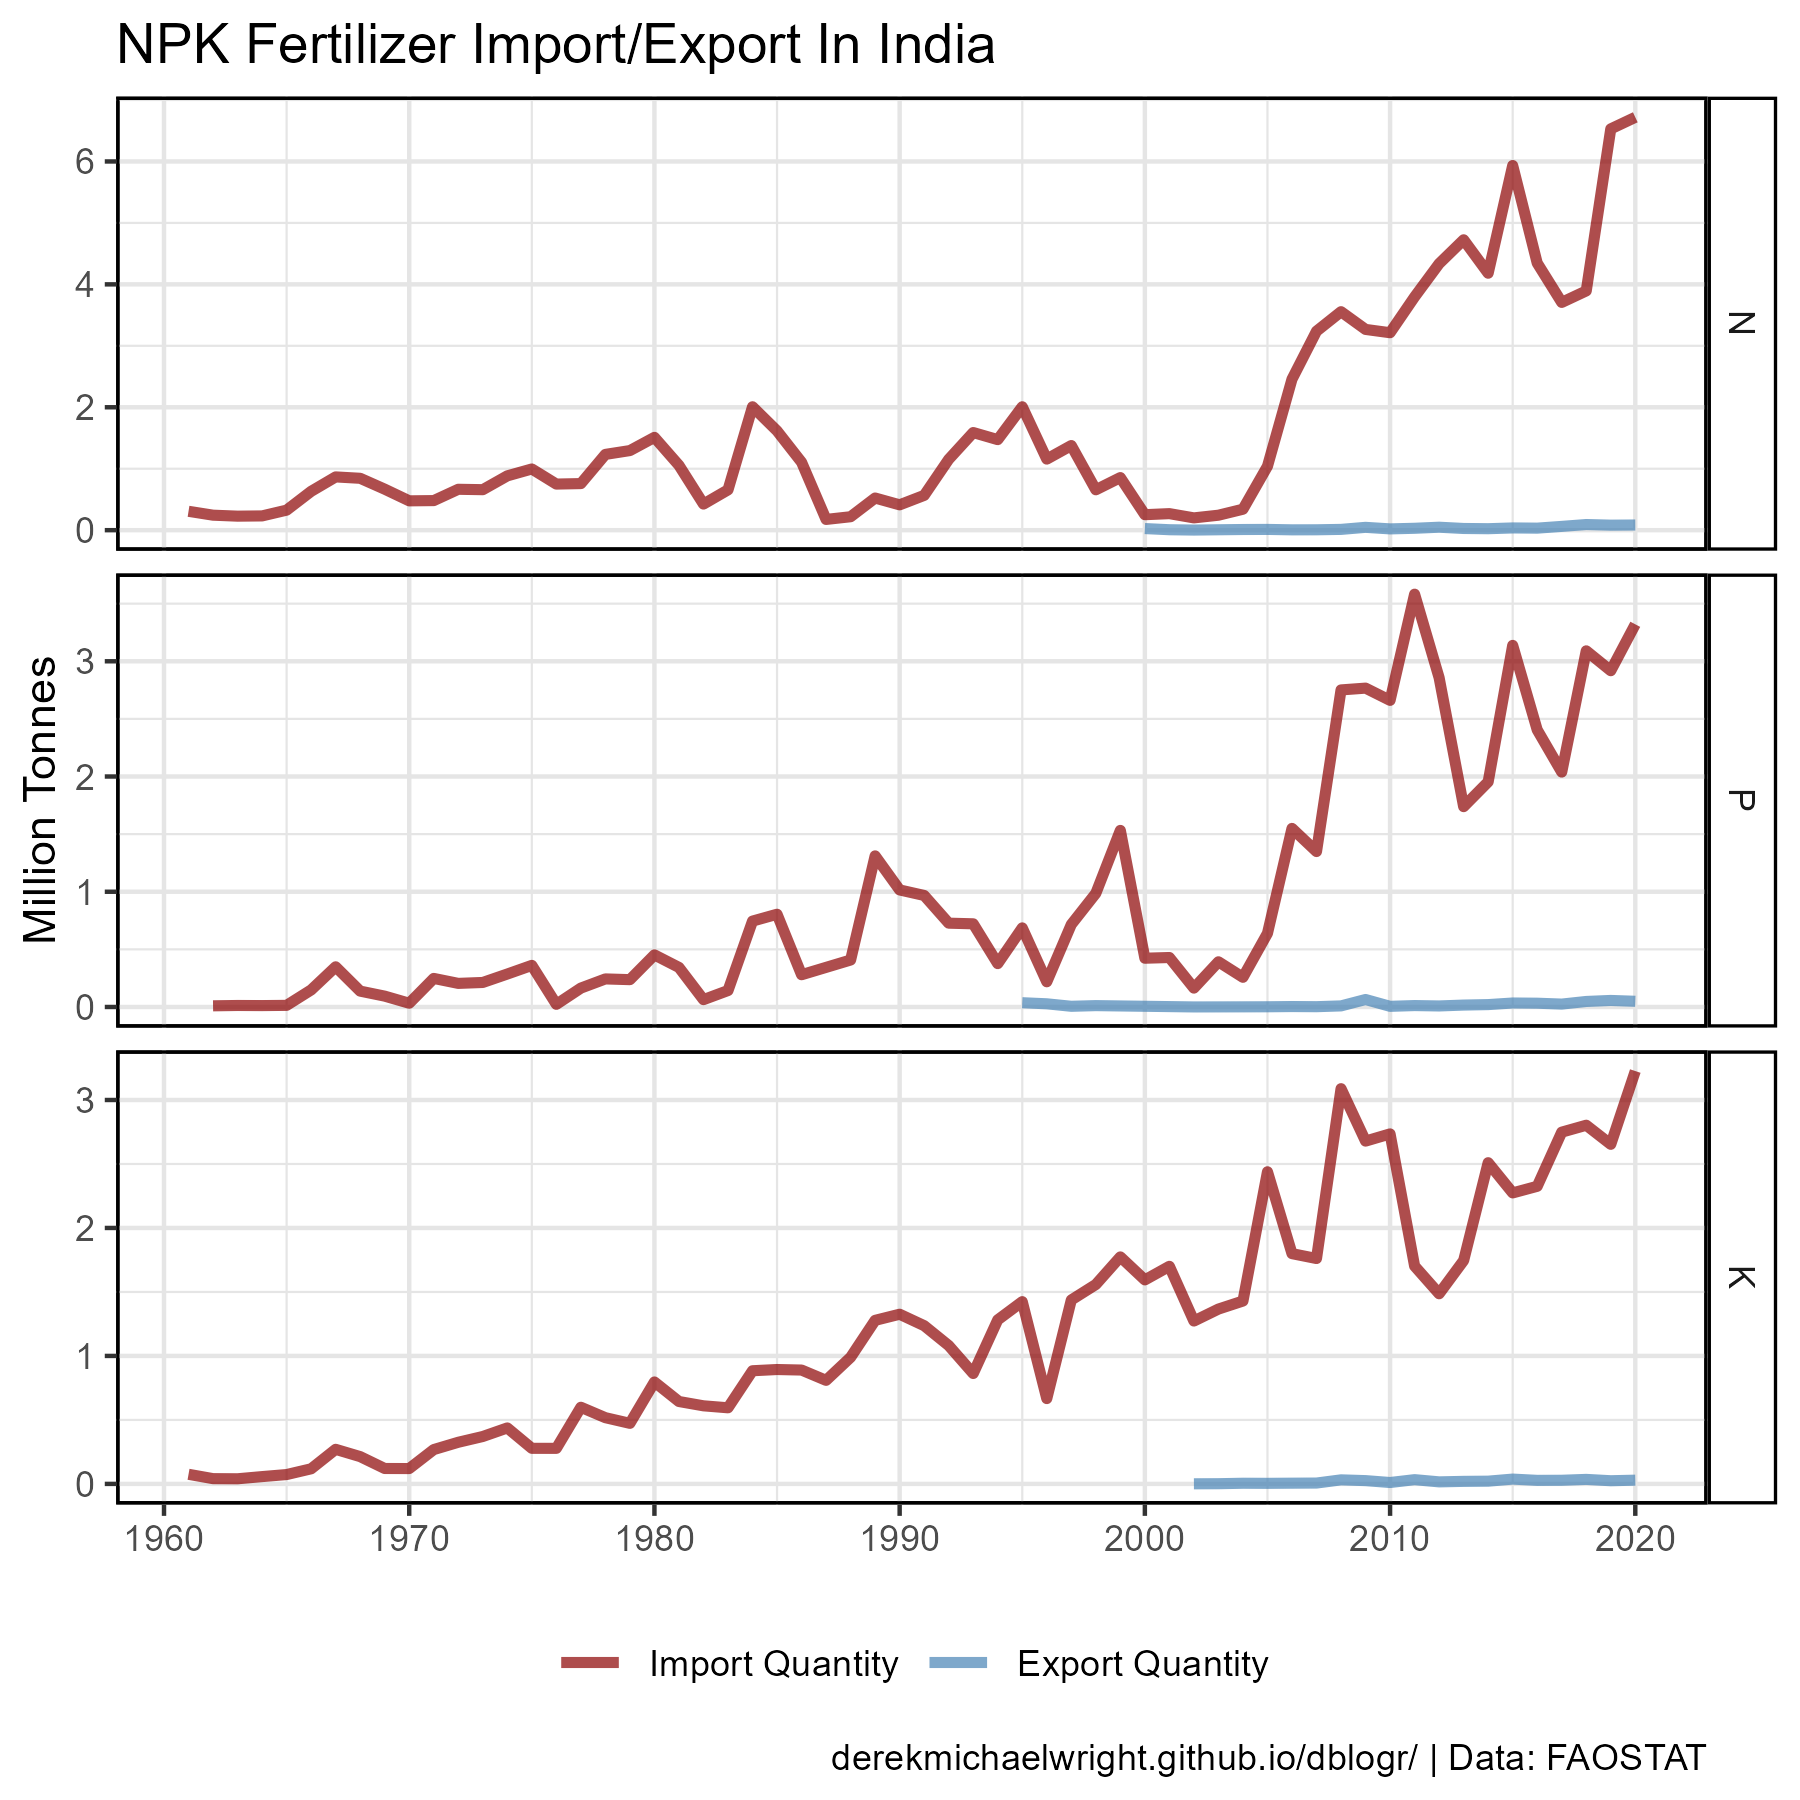 NPK Fertilizer Import/Export In India
6
4
2
0
N
Million Tonnes
3
2
1
0
P
3
2
1
0
K
1960 1970 1980 1990 2000 2010 2020
Import Quantity Export Quantity
derekmichaelwright.github.io/dblogr/ | Data: FAOSTAT